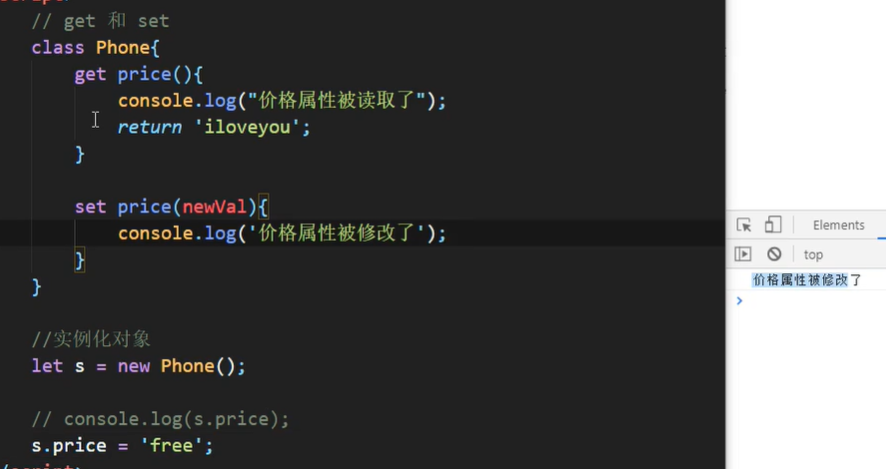 // get 和 set
class Phone{
get price(){
console.log("价格属性被读取了");
return 'iloveyou';
}
set price(newVal){
console.log('价格属性被修改了');
}
}
//实例化对象
let s = new Phone();
// console.log(s.price);
s.price = 'free';
Elements
top
价格属性被修改了
>